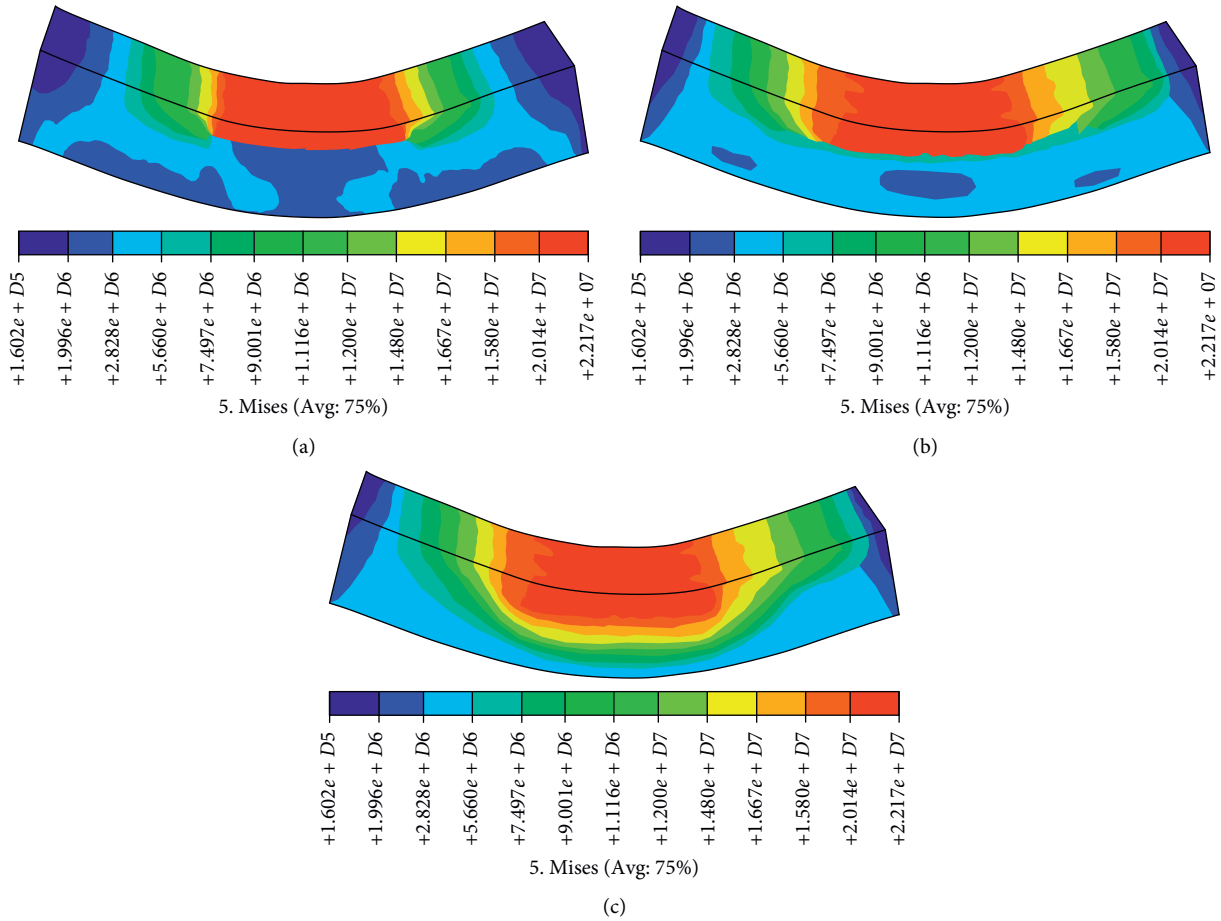 +1.602e + D5
+1.996e + D6
+2.828e + D6
+5.660e + D6
+7.497e + D6
+9.001e + D6
+1.116e + D6
+1.200e + D7
+1.480e + D7
+1.667e + D7
+1.580e + D7
+2.014e + D7
+2.217e + 07
5. Mises (Avg: 75%)
(a)
+1.602e + D5
+1.996e + D6
+2.828e + D6
+5.660e + D6
+7.497e + D6
+9.001e + D6
+1.116e + D6
+1.200e + D7
+1.480e + D7
+1.667e + D7
+1.580e + D7
+2.014e + D7
+2.217e + 07
5. Mises (Avg: 75%)
(b)
+1.602e + D5
+1.996e + D6
+2.828e + D6
+5.660e + D6
+7.497e + D6
+9.001e + D6
+1.116e + D6
+1.200e + D7
+1.480e + D7
+1.667e + D7
+1.580e + D7
+2.014e + D7
+2.217e + D7
5. Mises (Avg: 75%)
(c)